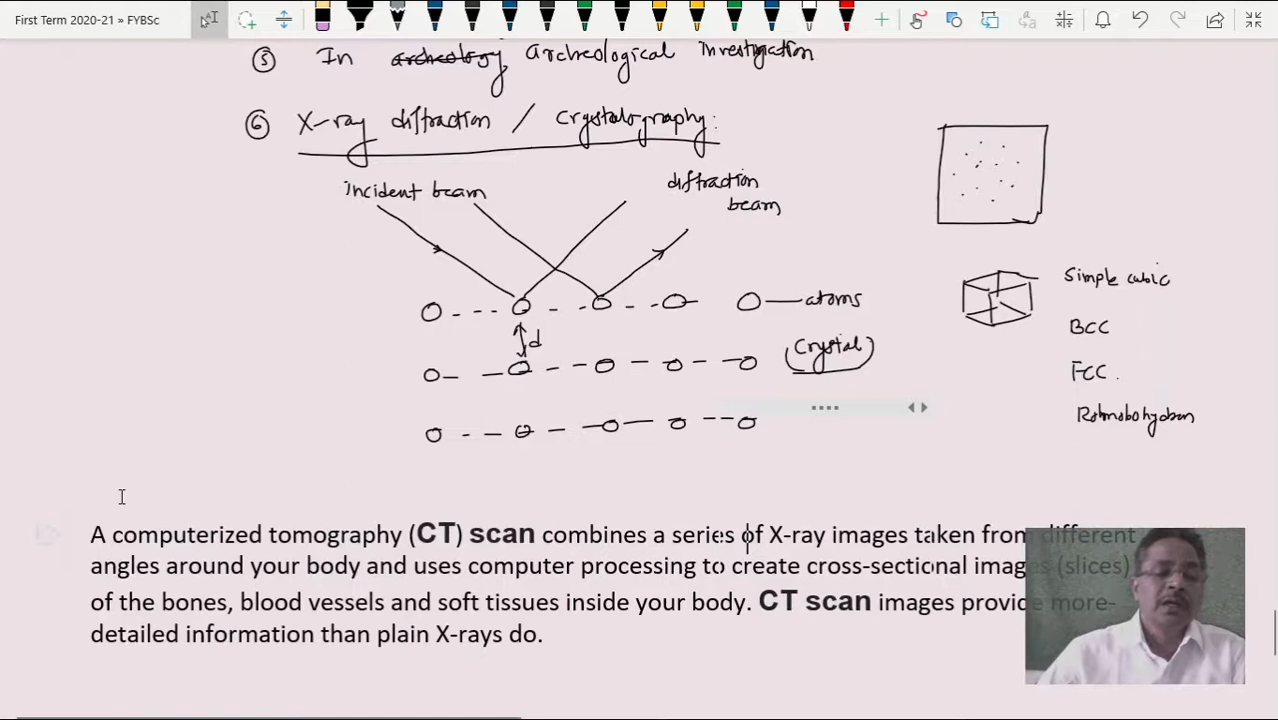 First Term 2020-21 » FYBSc
⑤ In archeology Archeological Investigation
⑥ X-ray diffraction / Crystalography:
incident beam
diffraction
beam
atoms
d
Crystal
Simple cubic
BCC
FCC
A computerized tomography (CT) scan combines a series of X-ray images taken from different
angles around your body and uses computer processing to create cross-sectional images (slices)
of the bones, blood vessels and soft tissues inside your body. CT scan images provide more-
detailed information than plain X-rays do.